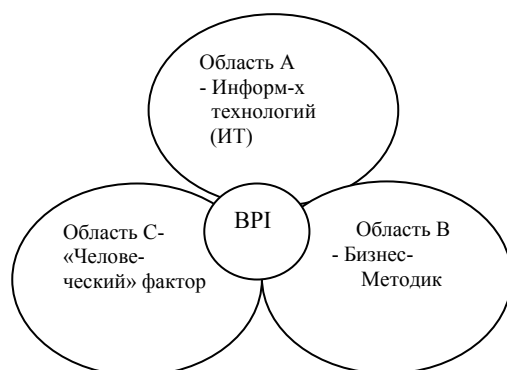 Область А
- Информ-х
технологий
(ИТ)
BPI
Область С-
«Челове-
ческий» фактор
Область В
- Бизнес-
Методик